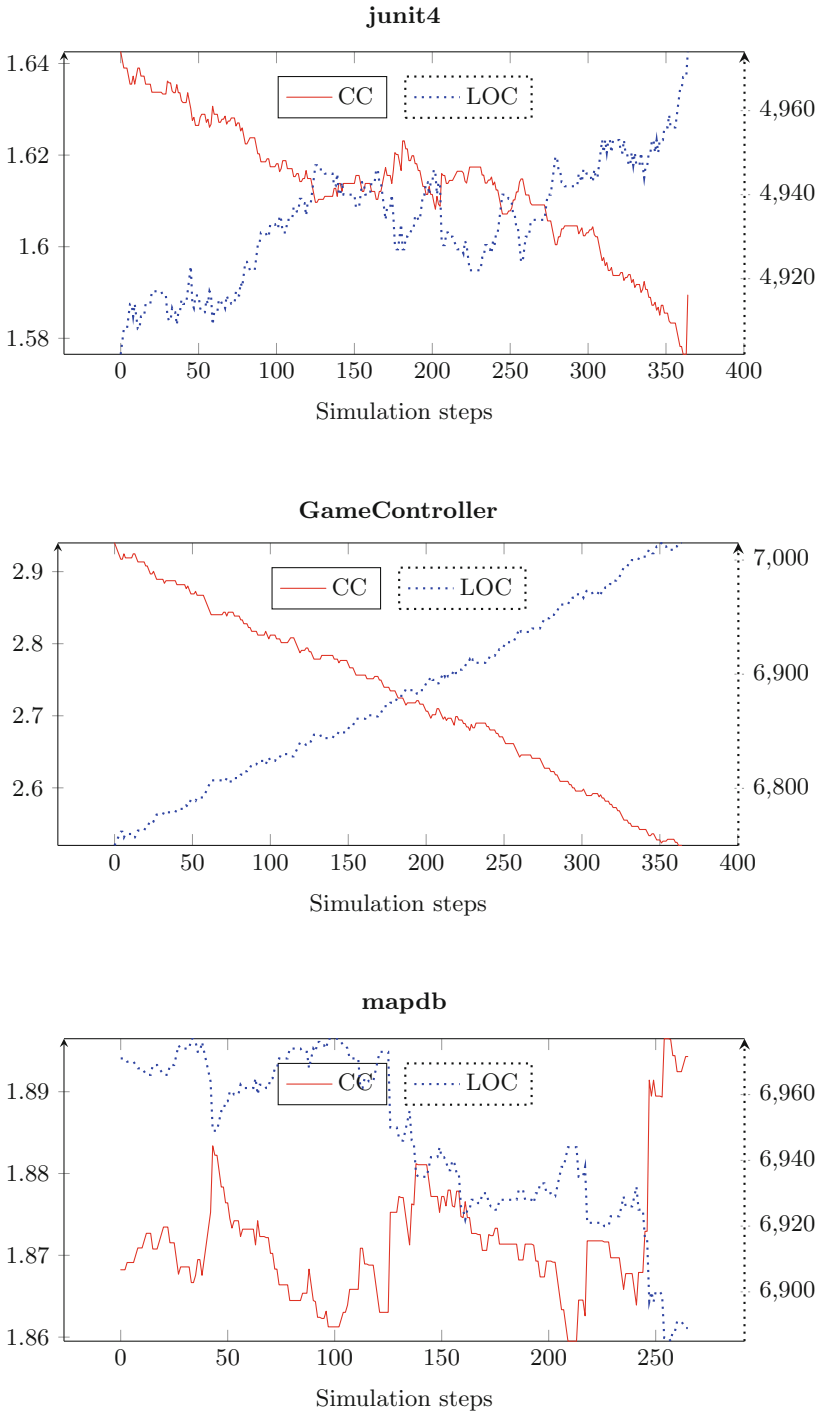 junit4
1.64
1.62
1.6
1.58
CC
LOC
4,960
4,940
4,920
0 50 100 150 200 250 300 350 400
Simulation steps
GameController
2.9
2.8
2.7
2.6
CC
LOC
7,000
6,900
6,800
0 50 100 150 200 250 300 350 400
Simulation steps
mapdb
1.89
1.88
1.87
1.86
CC
LOC
6,960
6,940
6,920
6,900
0 50 100 150 200 250
Simulation steps